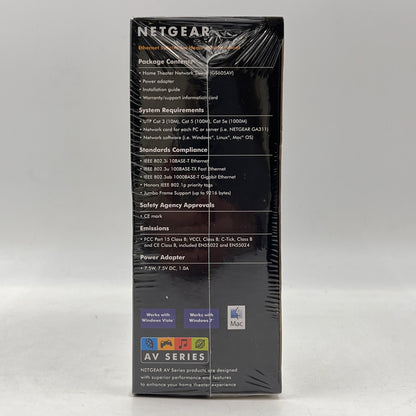 NETGEAR
Ethernet
Package Contents
• Home Theater Network Switch (GS605AV)
• Power adapter
• Installation guide
• Warranty/support information card
System Requirements
• UTP Cat 3 (10M), Cat 5 (100M), Cat 5e (1000M)
• Network card for each PC or server (i.e. NETGEAR GA311)
• Network software (i.e. Windows®, Linux®, Mac® OS)
Standards Compliance
• IEEE 802.3i 10BASE-T Ethernet
• IEEE 802.3u 100BASE-TX Fast Ethernet
• IEEE 802.3ab 1000BASE-T Gigabit Ethernet
• Honors IEEE 802.1p priority tags
• Jumbo Frame Support (up to 9216 bytes)
Safety Agency Approvals
• CE mark
Emissions
• FCC Part 15 Class B; VCCI, Class B; C-Tick, Class B
and CE Class B, included EN55022 and EN55024
Power Adapter
• 7.5W, 7.5V DC, 1.0A
Works with
Windows Vista™
Works with
Windows 7
Mac
AV SERIES
NETGEAR AV Series products are designed
with superior performance and features
to enhance your home theater experience